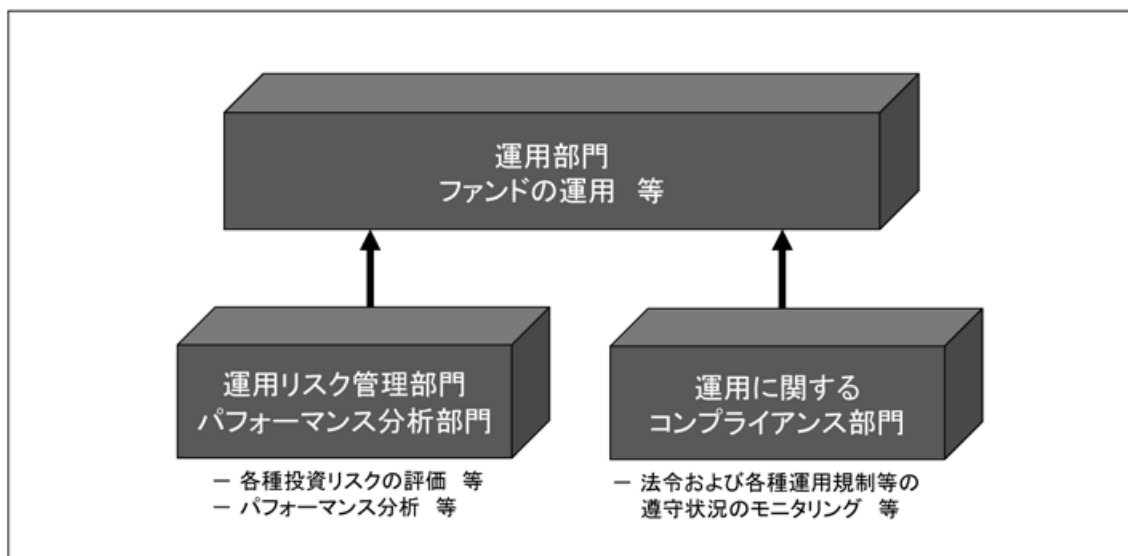 運用部門
ファンドの運用　等
運用リスク管理部門
パフォーマンス分析部門
－ 各種投資リスクの評価　等
－ パフォーマンス分析　等
運用に関する
コンプライアンス部門
－ 法令および各種運用規制等の
遵守状況のモニタリング　等